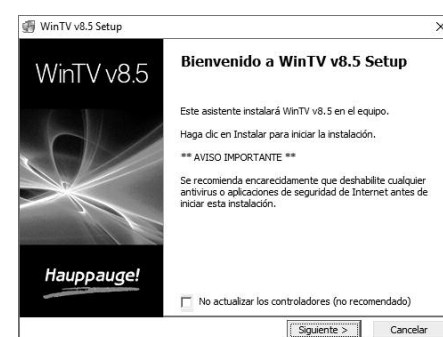 WinTV v8.5 Setup
WinTV v8.5
Bienvenido a WinTV v8.5 Setup
Este asistente instalará WinTV v8.5 en el equipo.
Haga clic en Instalar para iniciar la instalación.
** AVISO IMPORTANTE **
Se recomienda encarecidamente que deshabilite cualquier
antivirus o aplicaciones de seguridad de Internet antes de
iniciar esta instalación.
Hauppauge!
No actualizar los controladores (no recomendado)
Siguiente >
Cancelar